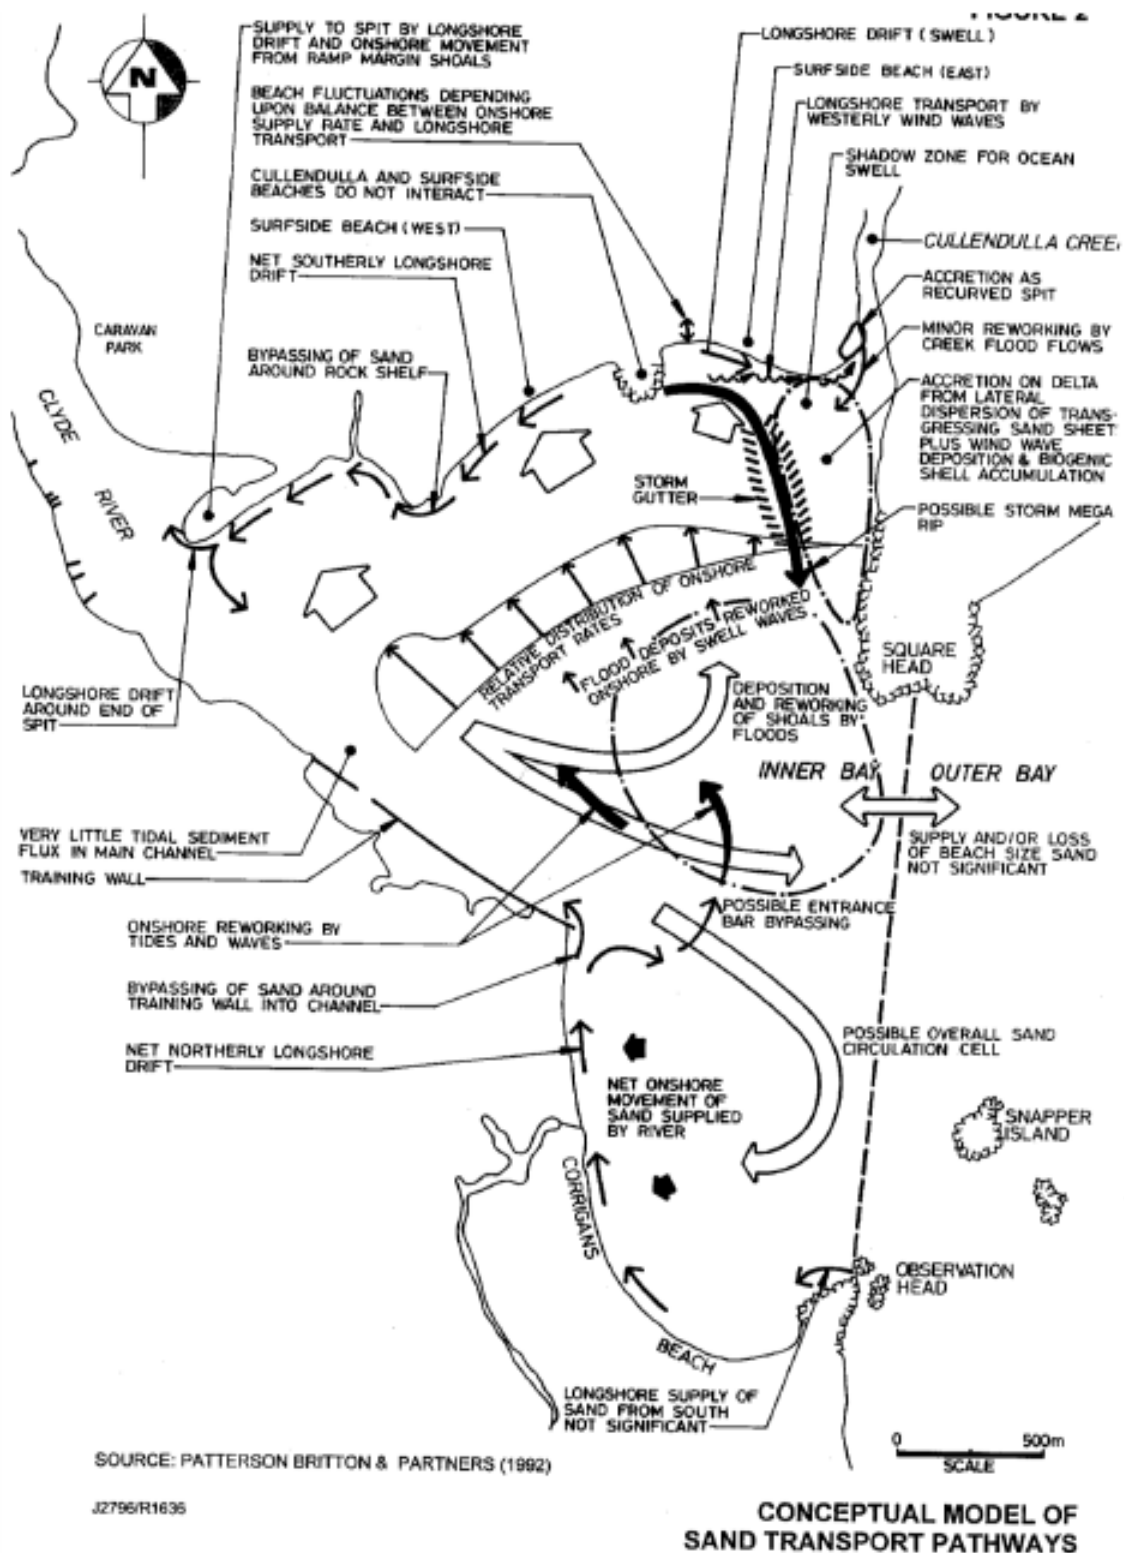 FIGURE 2
SUPPLY TO SPIT BY LONGSHORE
DRIFT AND ONSHORE MOVEMENT
FROM RAMP MARGIN SHOALS
BEACH FLUCTUATIONS DEPENDING
UPON BALANCE BETWEEN ONSHORE
SUPPLY RATE AND LONGSHORE
TRANSPORT
CULLENDULLA AND SURFSIDE
BEACHES DO NOT INTERACT
SURFSIDE BEACH (WEST)
NET SOUTHERLY LONGSHORE
DRIFT
BYPASSING OF SAND
AROUND ROCK SHELF
N
LONGSHORE DRIFT (SWELL)
SURFSIDE BEACH (EAST)
LONGSHORE TRANSPORT BY
WESTERLY WIND WAVES
SHADOW ZONE FOR OCEAN
SWELL
CULLENDULLA CREE
ACCRETION AS
RECURVED SPIT
MINOR REWORKING BY
CREEK FLOOD FLOWS
ACCRETION ON DELTA
FROM LATERAL
DISPERSION OF TRANS-
GRESSING SAND SHEET
PLUS WIND WAVE
DEPOSITION & BIOGENIC
SHELL ACCUMULATION
POSSIBLE STORM MEGA
RIP
CARAVAN
PARK
CLYDE
RIVER
STORM
GUTTER
RELATIVE DISTRIBUTION OF ONSHORE
TRANSPORT RATES
FLOOD DEPOSITS REWORKED
ONSHORE BY SWELL WAVES
SQUARE
HEAD
LONGSHORE DRIFT
AROUND END OF
SPIT
DEPOSITION
AND REWORKING
OF SHOALS BY
FLOODS
INNER BAY
OUTER BAY
SUPPLY AND/OR LOSS
OF BEACH SIZE SAND
NOT SIGNIFICANT
VERY LITTLE TIDAL SEDIMENT
FLUX IN MAIN CHANNEL
TRAINING WALL
ONSHORE REWORKING BY
TIDES AND WAVES
POSSIBLE ENTRANCE
BAR BYPASSING
BYPASSING OF SAND AROUND
TRAINING WALL INTO CHANNEL
NET NORTHERLY LONGSHORE
DRIFT
POSSIBLE OVERALL SAND
CIRCULATION CELL
NET ONSHORE
MOVEMENT OF
SAND SUPPLIED
BY RIVER
SNAPPER
ISLAND
CORRIGANS
BEACH
OBSERVATION
HEAD
LONGSHORE SUPPLY OF
SAND FROM SOUTH
NOT SIGNIFICANT
0 500m
SCALE
SOURCE: PATTERSON BRITTON & PARTNERS (1992)
J2796/R1636
CONCEPTUAL MODEL OF
SAND TRANSPORT PATHWAYS